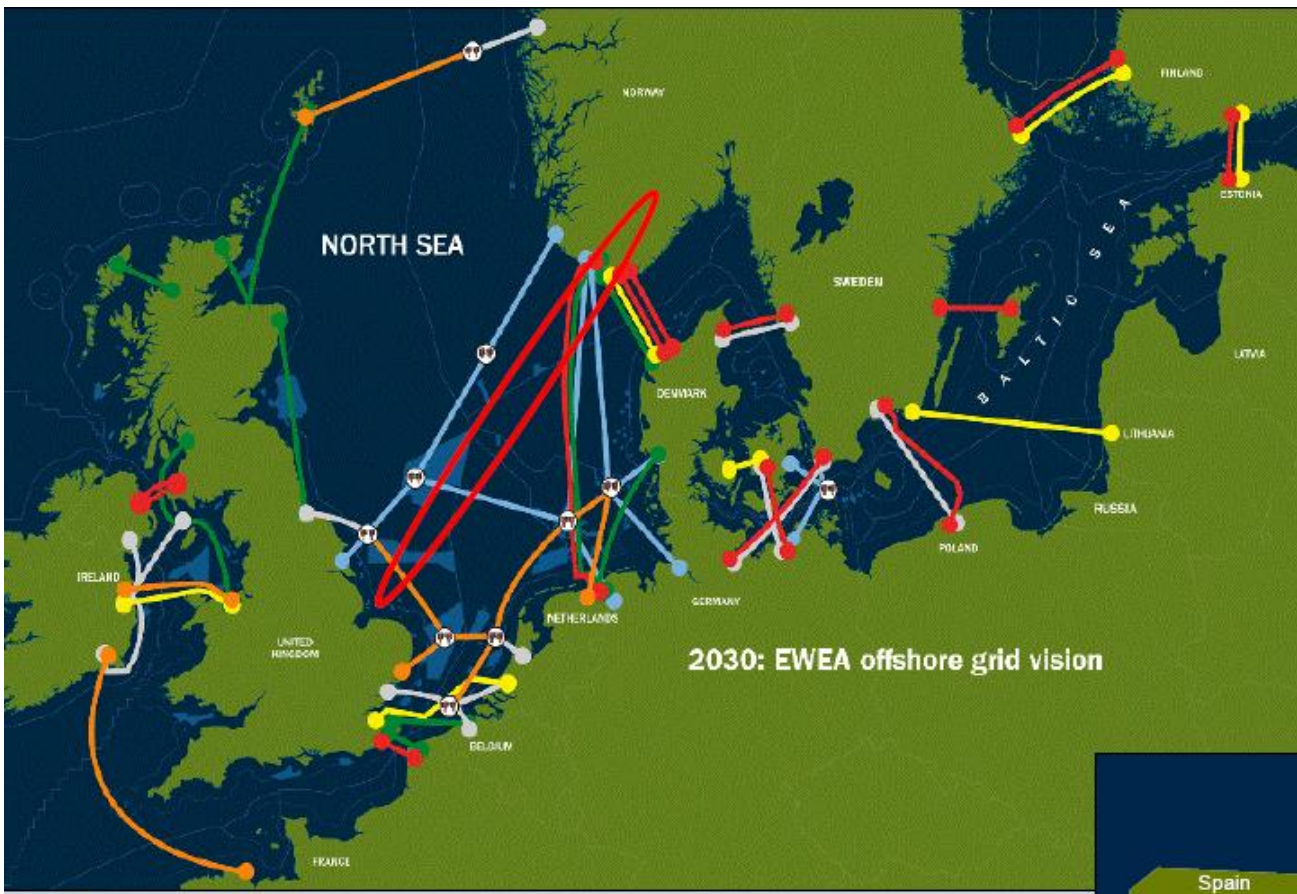 FINLAND
NORWAY
ESTONIA
NORTH SEA
SWEDEN
BALTIC SEA
LATVIA
DENMARK
LITHUANIA
RUSSIA
POLAND
IRELAND
GERMANY
NETHERLANDS
UNITED
KINGDOM
2030: EWEA offshore grid vision
BELGIUM
FRANCE
Spain